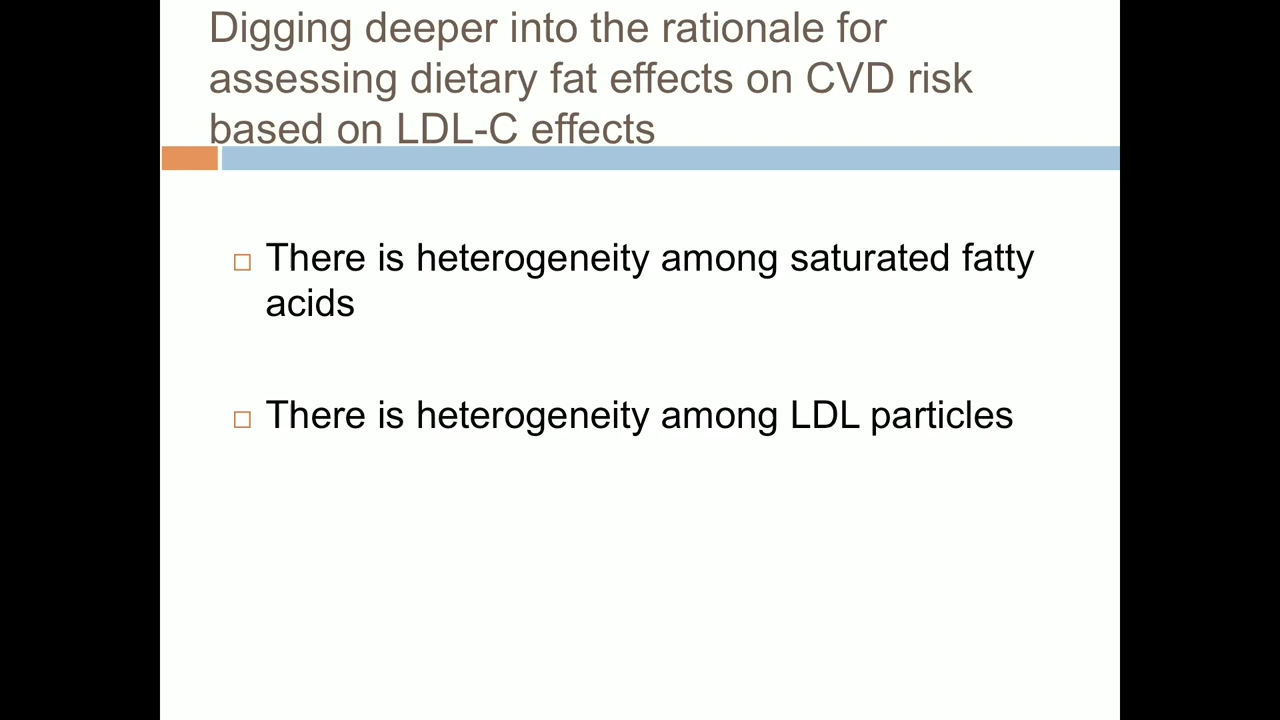 Digging deeper into the rationale for
assessing dietary fat effects on CVD risk
based on LDL-C effects
There is heterogeneity among saturated fatty
acids
There is heterogeneity among LDL particles